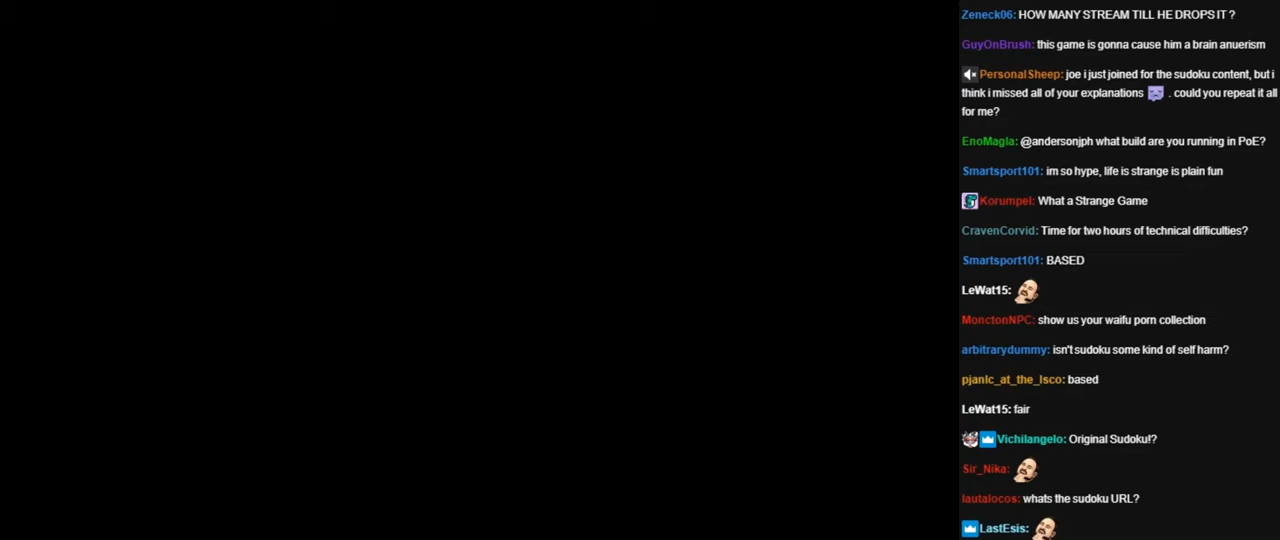 Zeneck06: HOW MANY STREAM TILL HE DROPS IT ?
GuyOnBrush: this game is gonna cause him a brain anuerism
PersonalSheep: joe i just joined for the sudoku content, but i
think i missed all of your explanations . could you repeat it all
for me?
EnoMagla: @andersonjph what build are you running in PoE?
Smartsport101: im so hype, life is strange is plain fun
Korumpel: What a Strange Game
CravenCorvid: Time for two hours of technical difficulties?
Smartsport101: BASED
LeWat15:
MonctonNPC: show us your waifu porn collection
arbitrarydummy: isn't sudoku some kind of self harm?
pjanIc_at_the_Isco: based
LeWat15: fair
Vichilangelo: Original Sudoku!?
Sir_Nika:
lautalocos: whats the sudoku URL?
LastEsis: